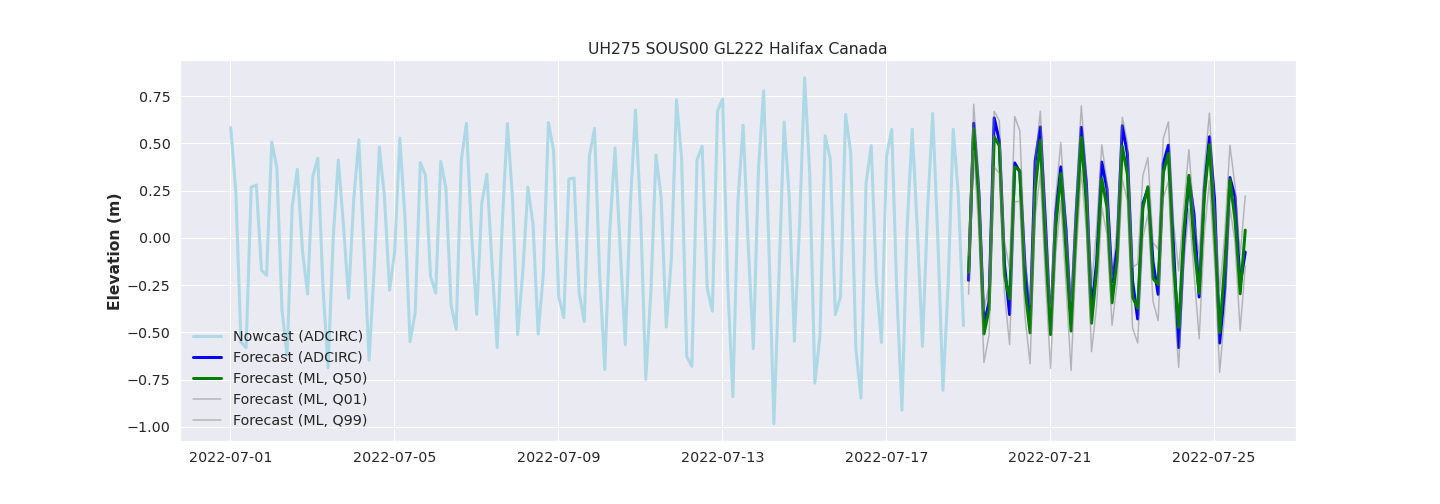 UH275 SOUS00 GL222 Halifax Canada
Elevation (m)
0.75
0.50
0.25
0.00
−0.25
−0.50
−0.75
−1.00
Nowcast (ADCIRC)
Forecast (ADCIRC)
Forecast (ML, Q50)
Forecast (ML, Q01)
Forecast (ML, Q99)
2022-07-01 2022-07-05 2022-07-09 2022-07-13 2022-07-17 2022-07-21 2022-07-25